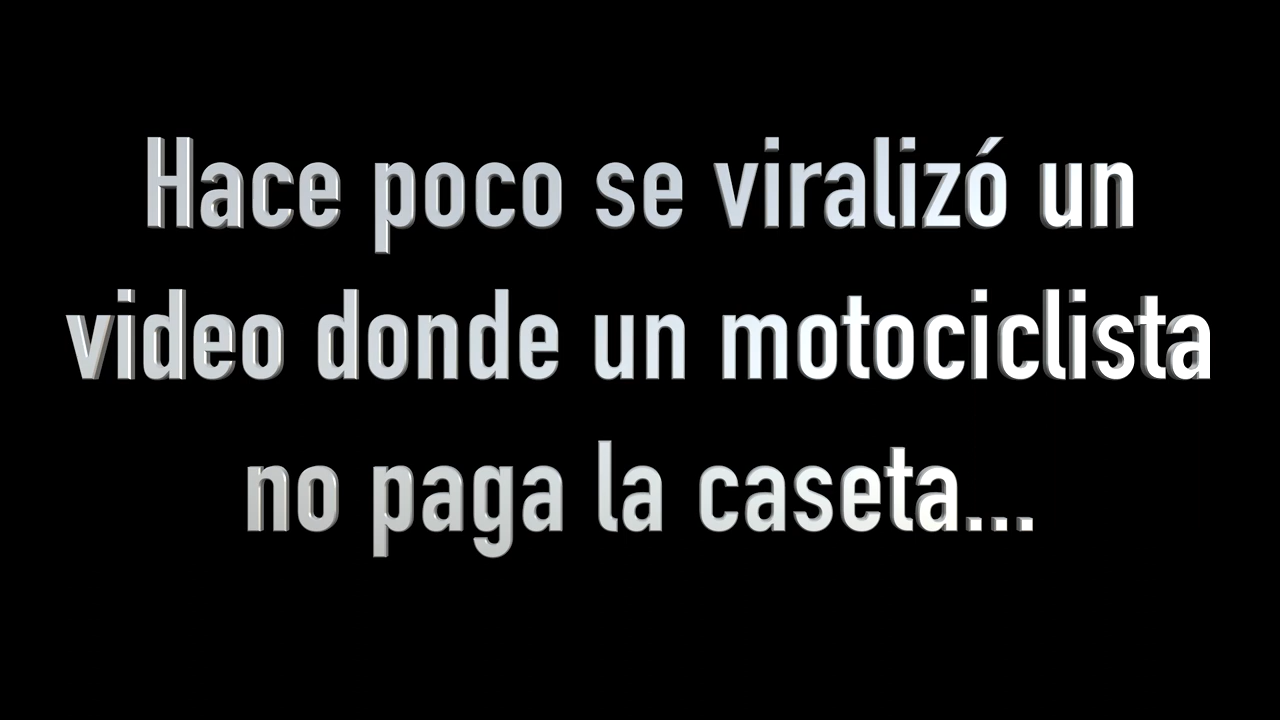 Hace poco se viralizó un
video donde un motociclista
no paga la caseta...